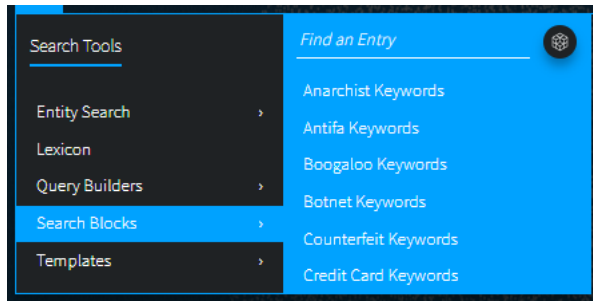 Search Tools
Entity Search
Lexicon
Query Builders
Search Blocks
Templates
Find an Entry
Anarchist Keywords
Antifa Keywords
Boogaloo Keywords
Botnet Keywords
Counterfeit Keywords
Credit Card Keywords